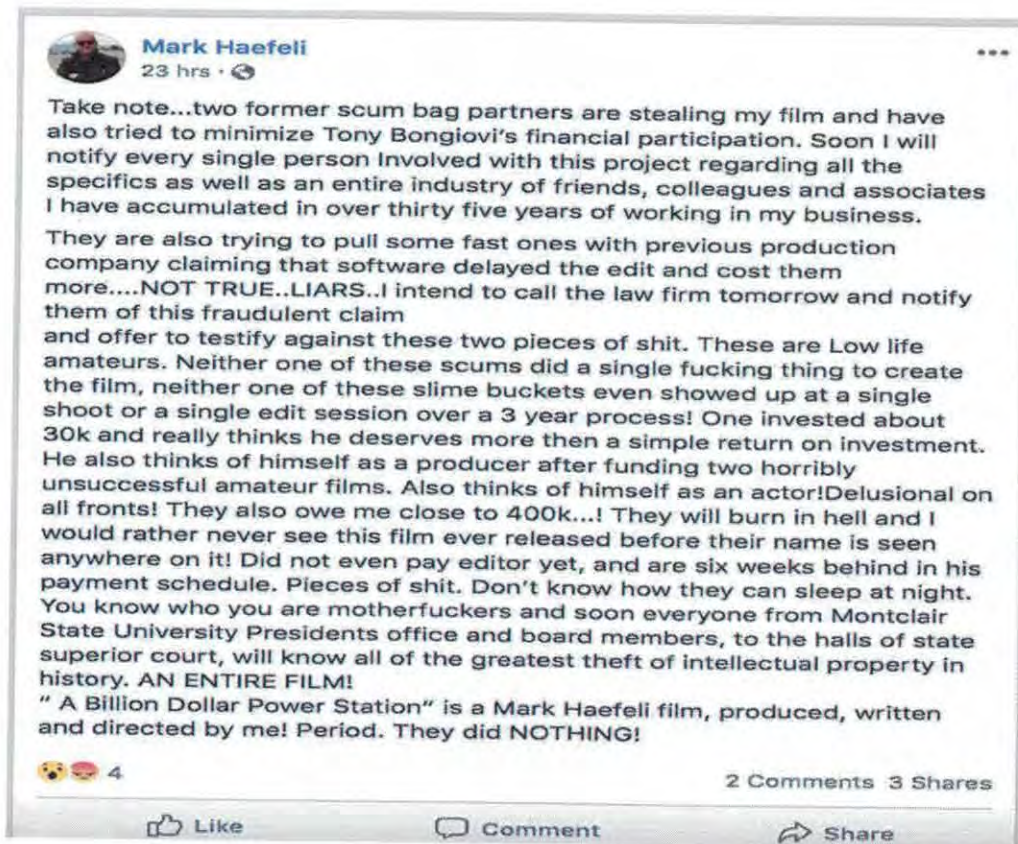 Mark Haefeli
23 hrs ·
Take note...two former scum bag partners are stealing my film and have
also tried to minimize Tony Bongiovi's financial participation. Soon I will
notify every single person Involved with this project regarding all the
specifics as well as an entire industry of friends, colleagues and associates
I have accumulated in over thirty five years of working in my business.
They are also trying to pull some fast ones with previous production
company claiming that software delayed the edit and cost them
more....NOT TRUE..LIARS..I intend to call the law firm tomorrow and notify
them of this fraudulent claim
and offer to testify against these two pieces of shit. These are Low life
amateurs. Neither one of these scums did a single fucking thing to create
the film, neither one of these slime buckets even showed up at a single
shoot or a single edit session over a 3 year process! One invested about
30k and really thinks he deserves more then a simple return on investment.
He also thinks of himself as a producer after funding two horribly
unsuccessful amateur films. Also thinks of himself as an actor!Delusional on
all fronts! They also owe me close to 400k...! They will burn in hell and I
would rather never see this film ever released before their name is seen
anywhere on it! Did not even pay editor yet, and are six weeks behind in his
payment schedule. Pieces of shit. Don't know how they can sleep at night.
You know who you are motherfuckers and soon everyone from Montclair
State University Presidents office and board members, to the halls of state
superior court, will know all of the greatest theft of intellectual property in
history. AN ENTIRE FILM!
" A Billion Dollar Power Station" is a Mark Haefeli film, produced, written
and directed by me! Period. They did NOTHING!
4
2 Comments 3 Shares
Like Comment Share